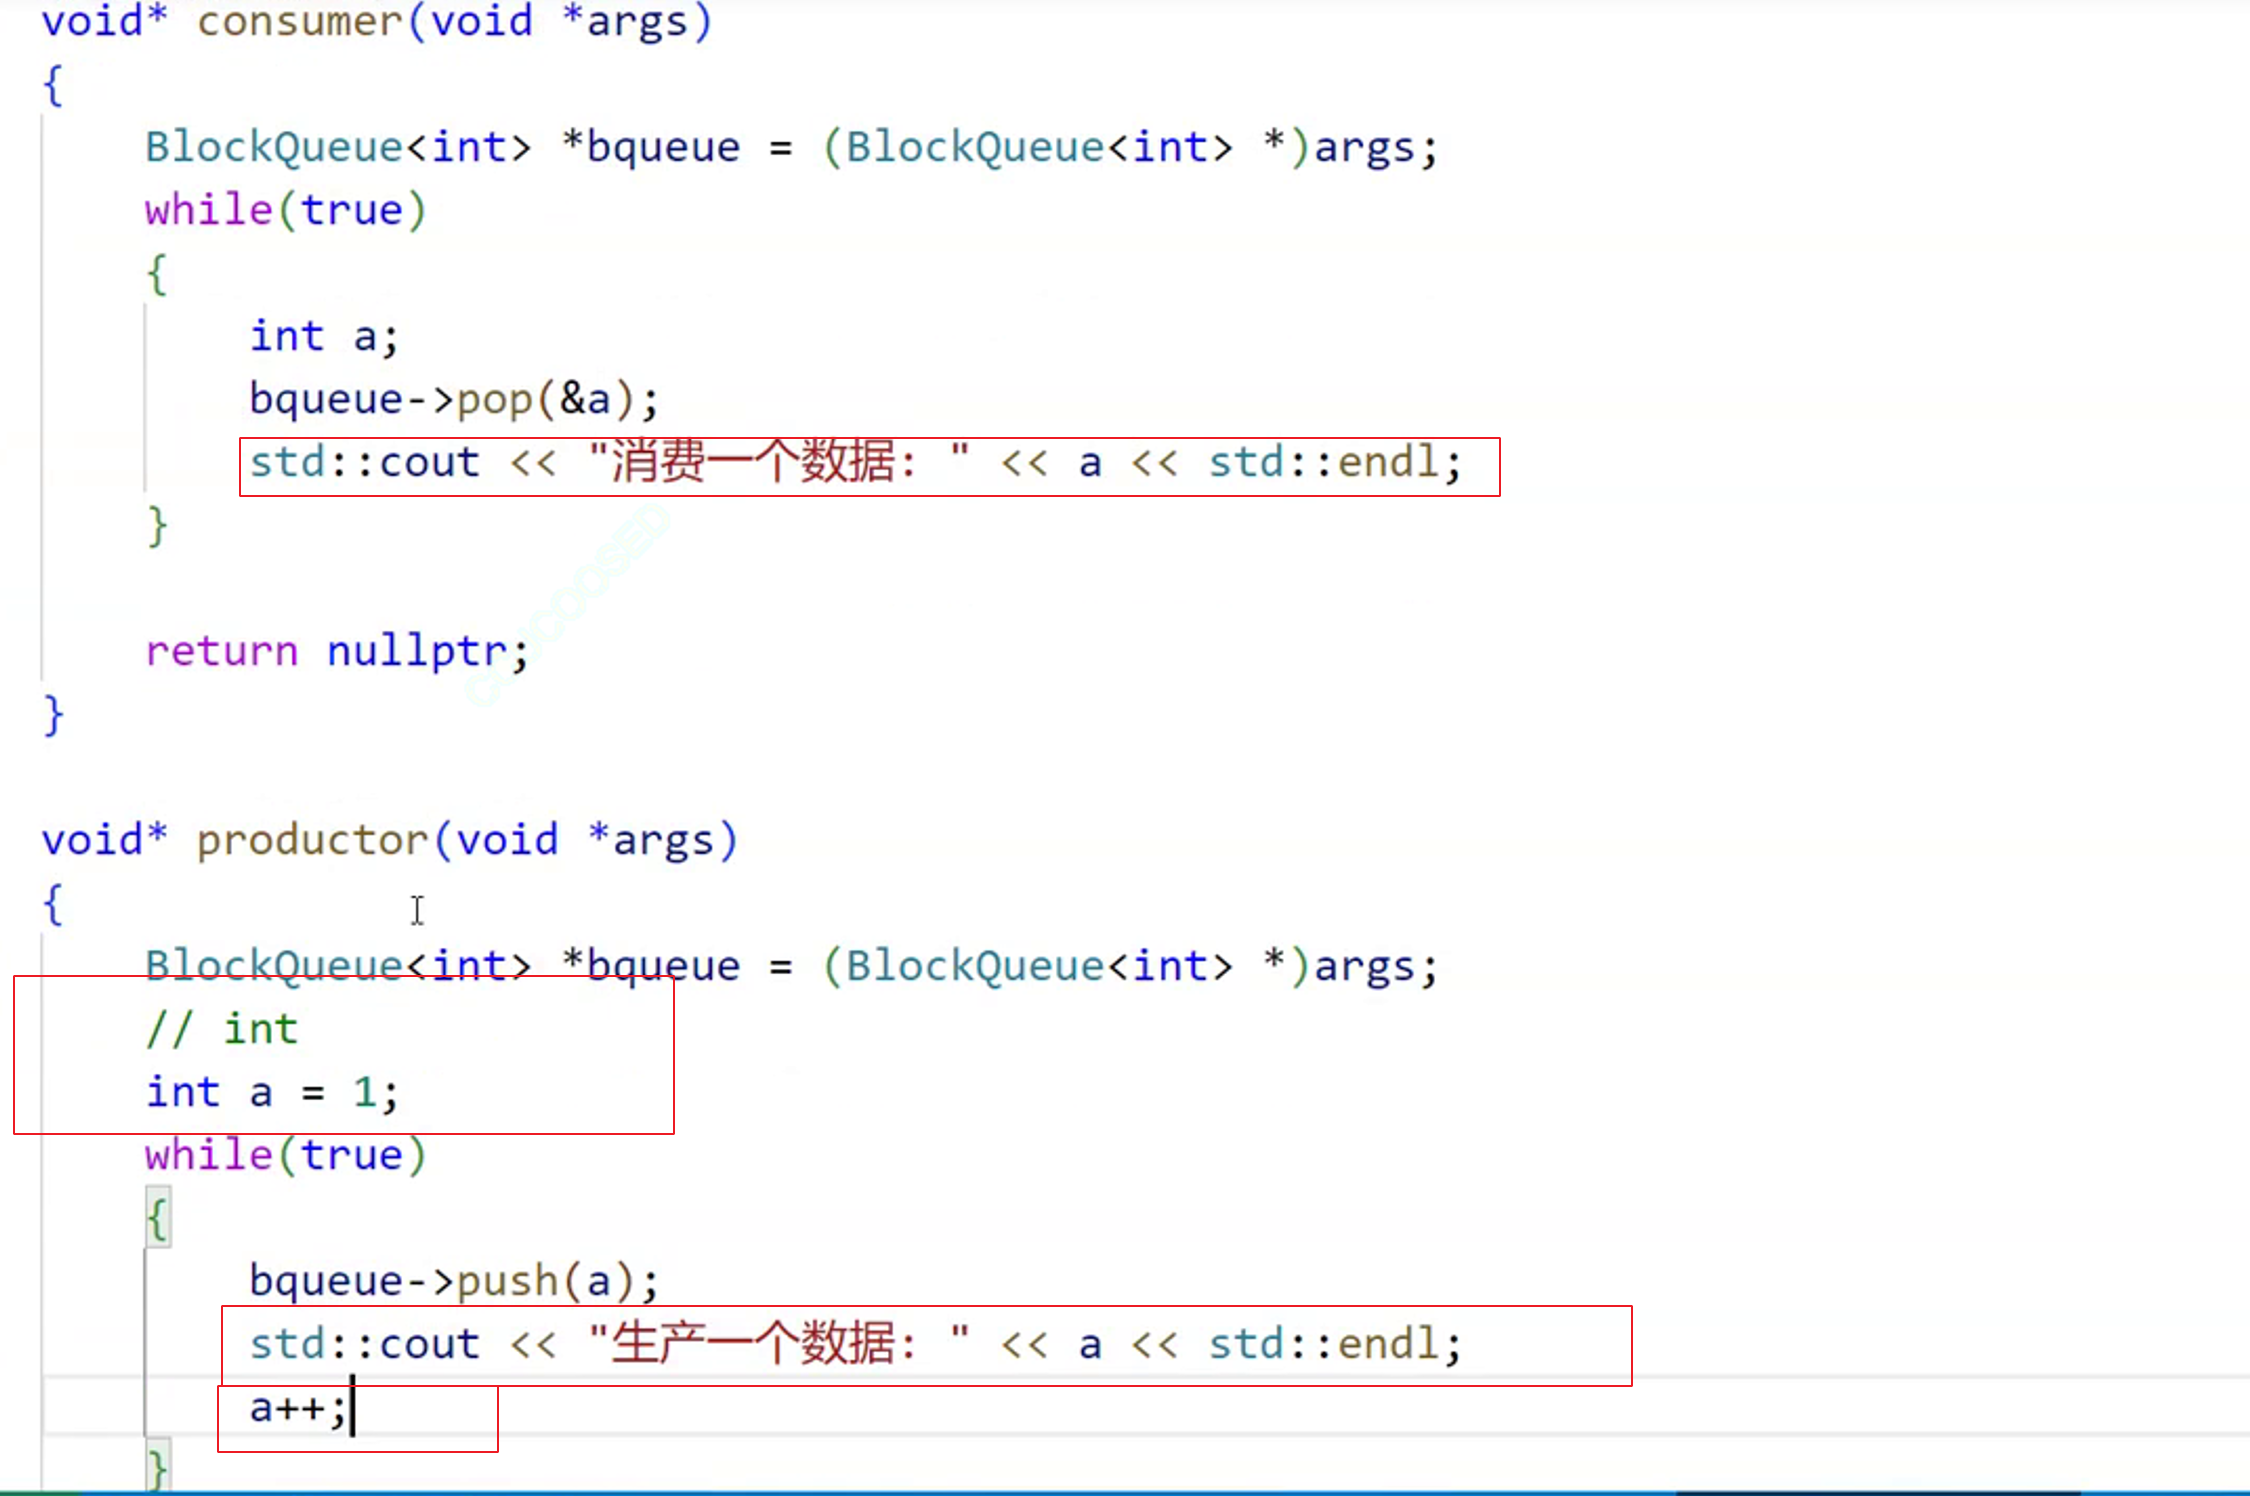 void* consumer(void *args)
{
    BlockQueue<int> *bqueue = (BlockQueue<int> *)args;
    while(true)
    {
        int a;
        bqueue->pop(&a);
        std::cout << "消费一个数据: " << a << std::endl;
    }
    return nullptr;
}
void* productor(void *args)
{
    BlockQueue<int> *bqueue = (BlockQueue<int> *)args;
    // int
    int a = 1;
    while(true)
    {
        bqueue->push(a);
        std::cout << "生产一个数据: " << a << std::endl;
        a++;
    }